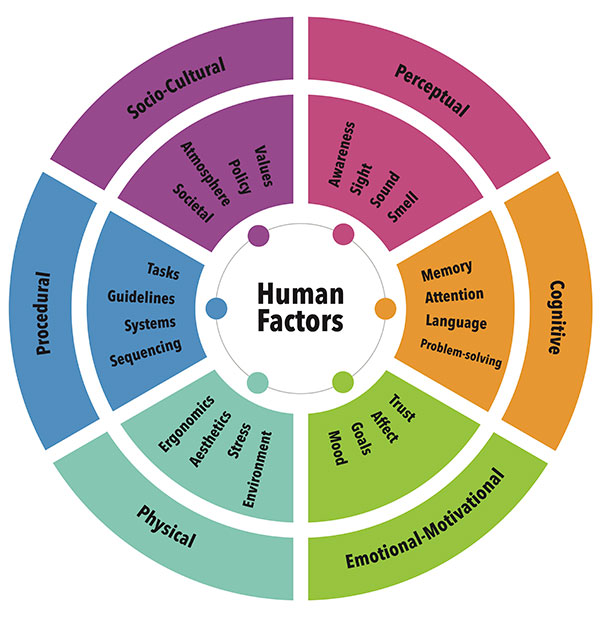 Human
Factors
Perceptual
Awareness
Sight
Sound
Smell
Cognitive
Memory
Attention
Language
Problem-solving
Emotional-Motivational
Trust
Affect
Goals
Mood
Physical
Ergonomics
Aesthetics
Stress
Environment
Procedural
Tasks
Guidelines
Systems
Sequencing
Socio-Cultural
Societal
Atmosphere
Policy
Values